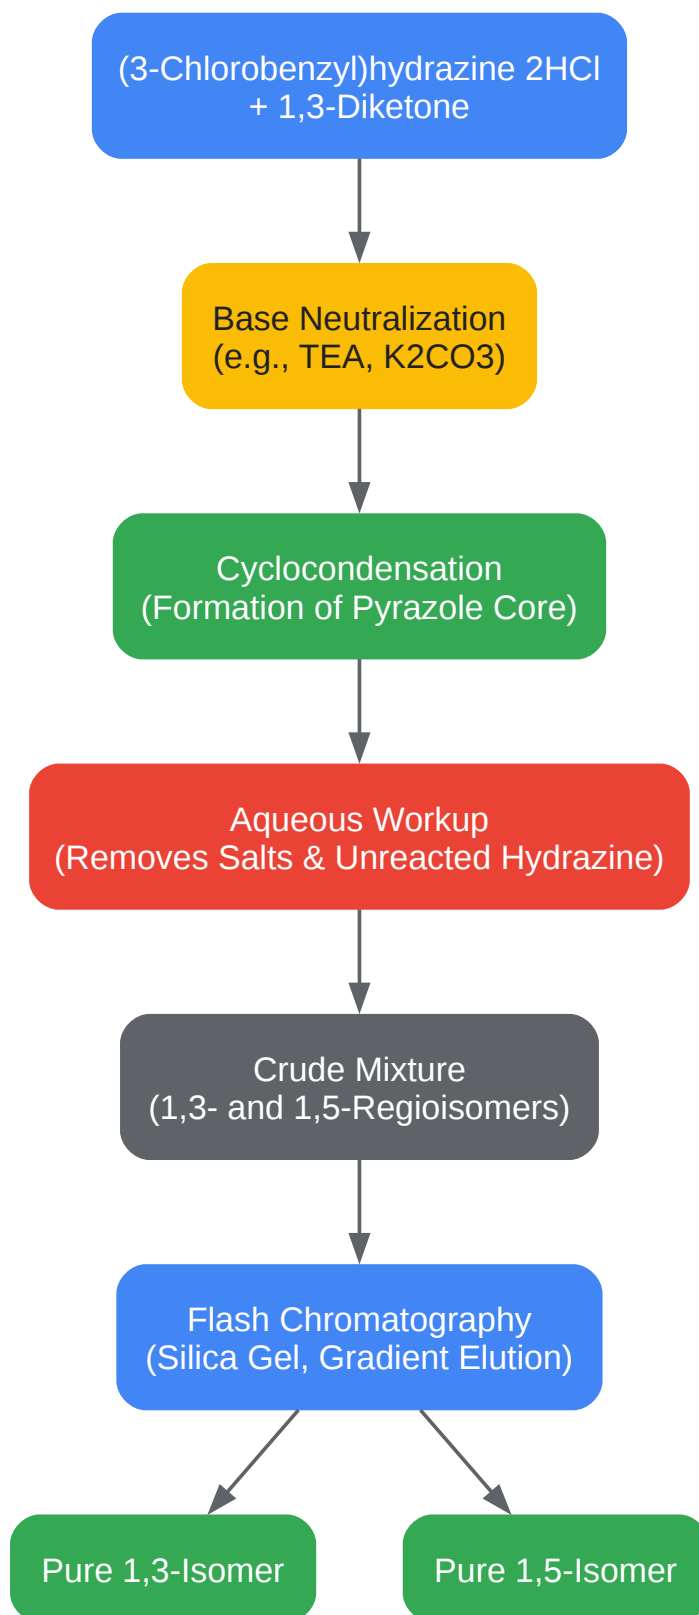 (3-Chlorobenzyl)hydrazine 2HCl
+ 1,3-Diketone
Base Neutralization
(e.g., TEA, K2CO3)
Cyclocondensation
(Formation of Pyrazole Core)
Aqueous Workup
(Removes Salts & Unreacted Hydrazine)
Crude Mixture
(1,3- and 1,5-Regioisomers)
Flash Chromatography
(Silica Gel, Gradient Elution)
Pure 1,3-Isomer
Pure 1,5-Isomer